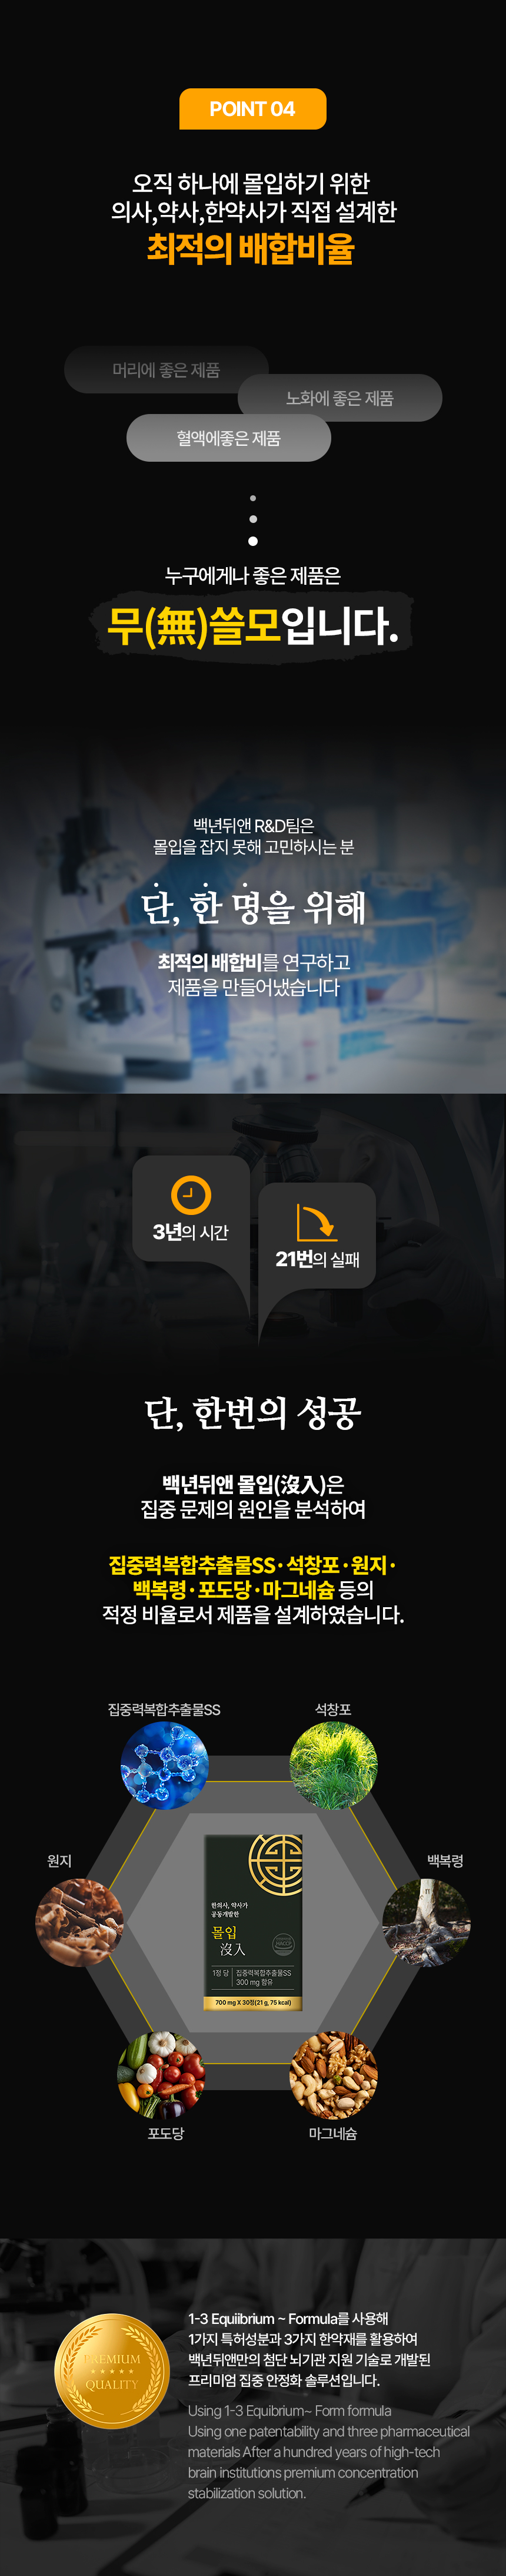 POINT 04
오직 하나에 몰입하기 위한
의사,약사,한약사가 직접 설계한
최적의 배합비율
머리에 좋은 제품
노화에 좋은 제품
혈액에좋은 제품
누구에게나 좋은 제품은
무(無)쓸모입니다.
백년뒤앤 R&D팀은
몰입을 잡지 못해 고민하시는 분
단, 한 명을 위해
최적의 배합비를 연구하고
제품을 만들어냈습니다
3년의 시간
21번의 실패
단, 한번의 성공
백년뒤앤 몰입(沒入)은
집중 문제의 원인을 분석하여
집중력복합추출물SS · 석창포 · 원지 ·
백복령 · 포도당 · 마그네슘 등의
적정 비율로서 제품을 설계하였습니다.
집중력복합추출물SS
석창포
원지
백복령
한의사, 약사가
공동개발한
몰입
沒入
1정 당
집중력복합추출물SS
300 mg 함유
700 mg X 30정(21 g, 75 kcal)
포도당
마그네슘
PREMIUM
QUALITY
1-3 Equiibrium ~ Formula를 사용해
1가지 특허성분과 3가지 한약재를 활용하여
백년뒤앤만의 첨단 뇌기관 지원 기술로 개발된
프리미엄 집중 안정화 솔루션입니다.
Using 1-3 Equibrium~ Form formula
Using one patentability and three pharmaceutical
materials After a hundred years of high-tech
brain institutions premium concentration
stabilization solution.